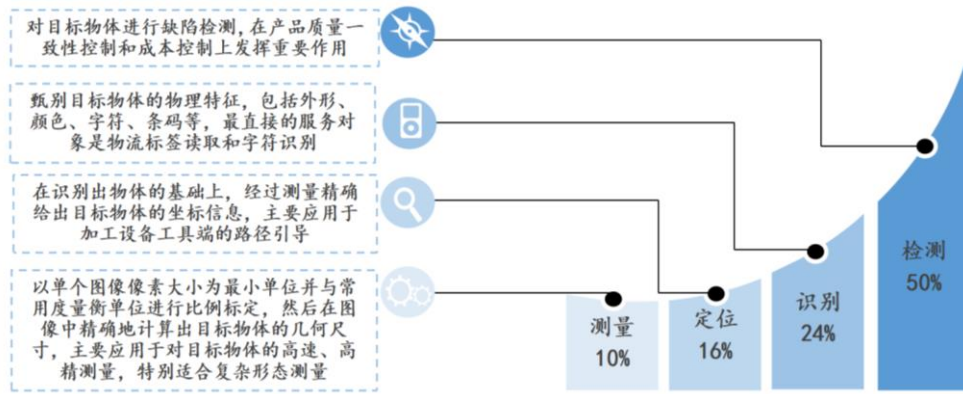 对目标物体进行缺陷检测,在产品质量一
致性控制和成本控制上发挥重要作用
甄别目标物体的物理特征，包括外形、
颜色、字符、条码等，最直接的服务对
象是物流标签读取和字符识别
在识别出物体的基础上，经过测量精确
给出目标物体的坐标信息，主要应用于
加工设备工具端的路径引导
以单个图像像素大小为最小单位并与常
用度量衡单位进行比例标定，然后在图
像中精确地计算出目标物体的几何尺
寸，主要应用于对目标物体的高速、高
精测量，特别适合复杂形态测量
测量
10%
定位
16%
识别
24%
检测
50%